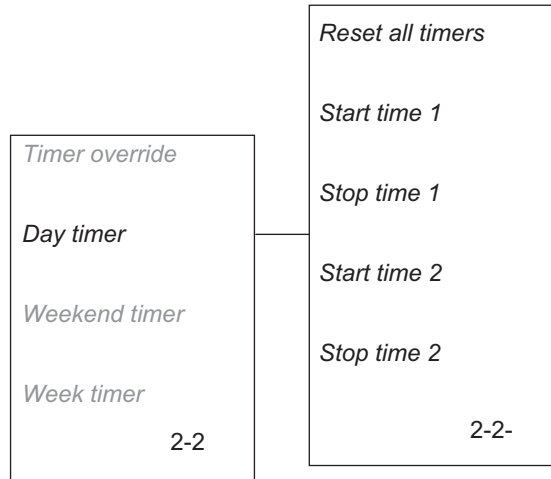 Timer override
Day timer
Weekend timer
Week timer
2-2
Reset all timers
Start time 1
Stop time 1
Start time 2
Stop time 2
2-2-